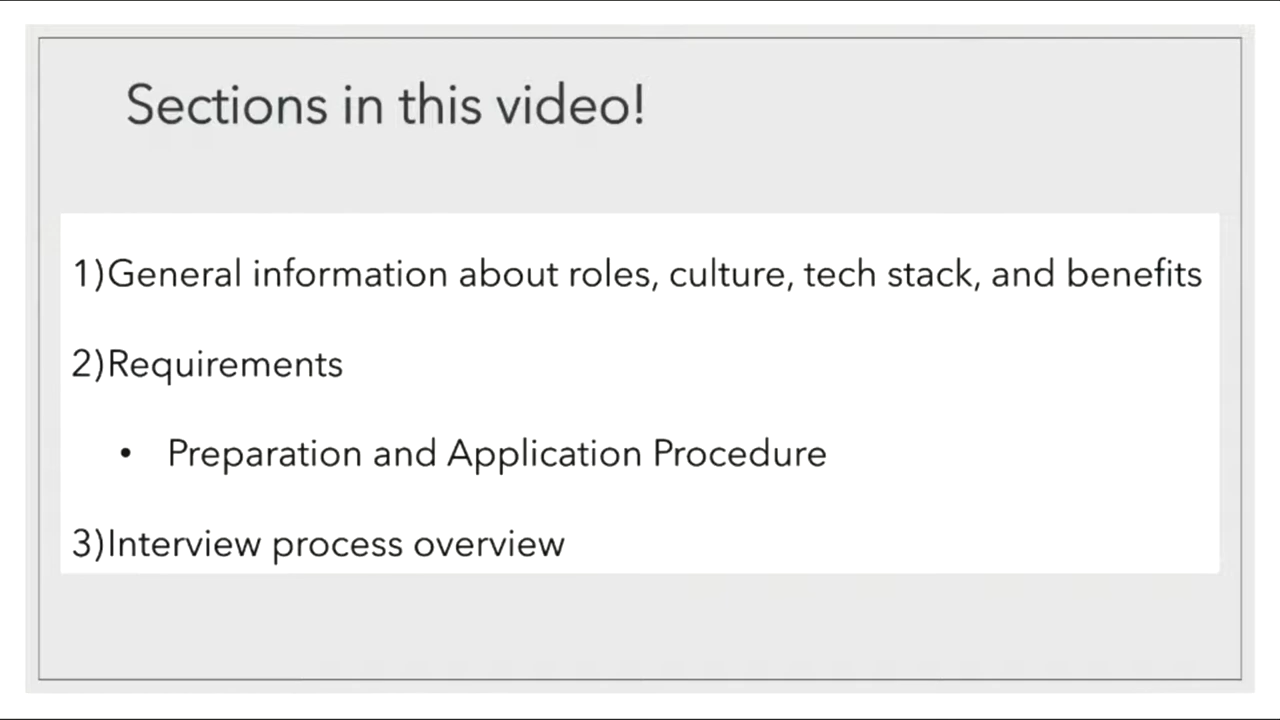 Sections in this video!
1)General information about roles, culture, tech stack, and benefits
2)Requirements
• Preparation and Application Procedure
3)Interview process overview